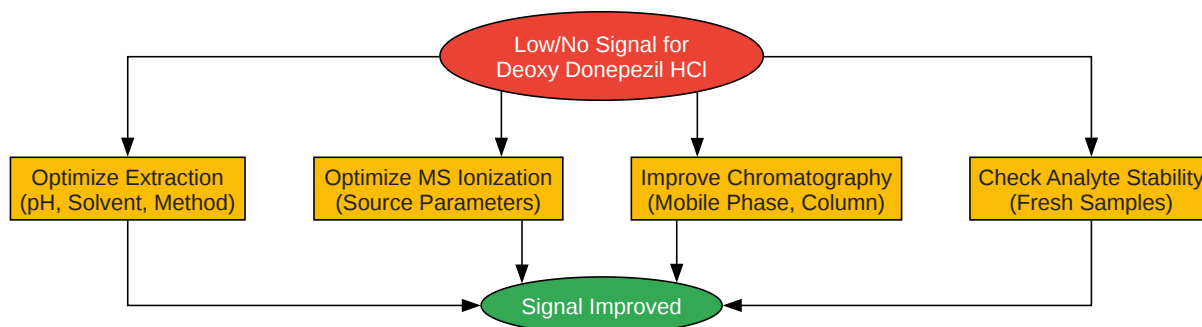 Low/No Signal for
Deoxy Donepezil HCl
Optimize Extraction
(pH, Solvent, Method)
Optimize MS Ionization
(Source Parameters)
Improve Chromatography
(Mobile Phase, Column)
Check Analyte Stability
(Fresh Samples)
Signal Improved